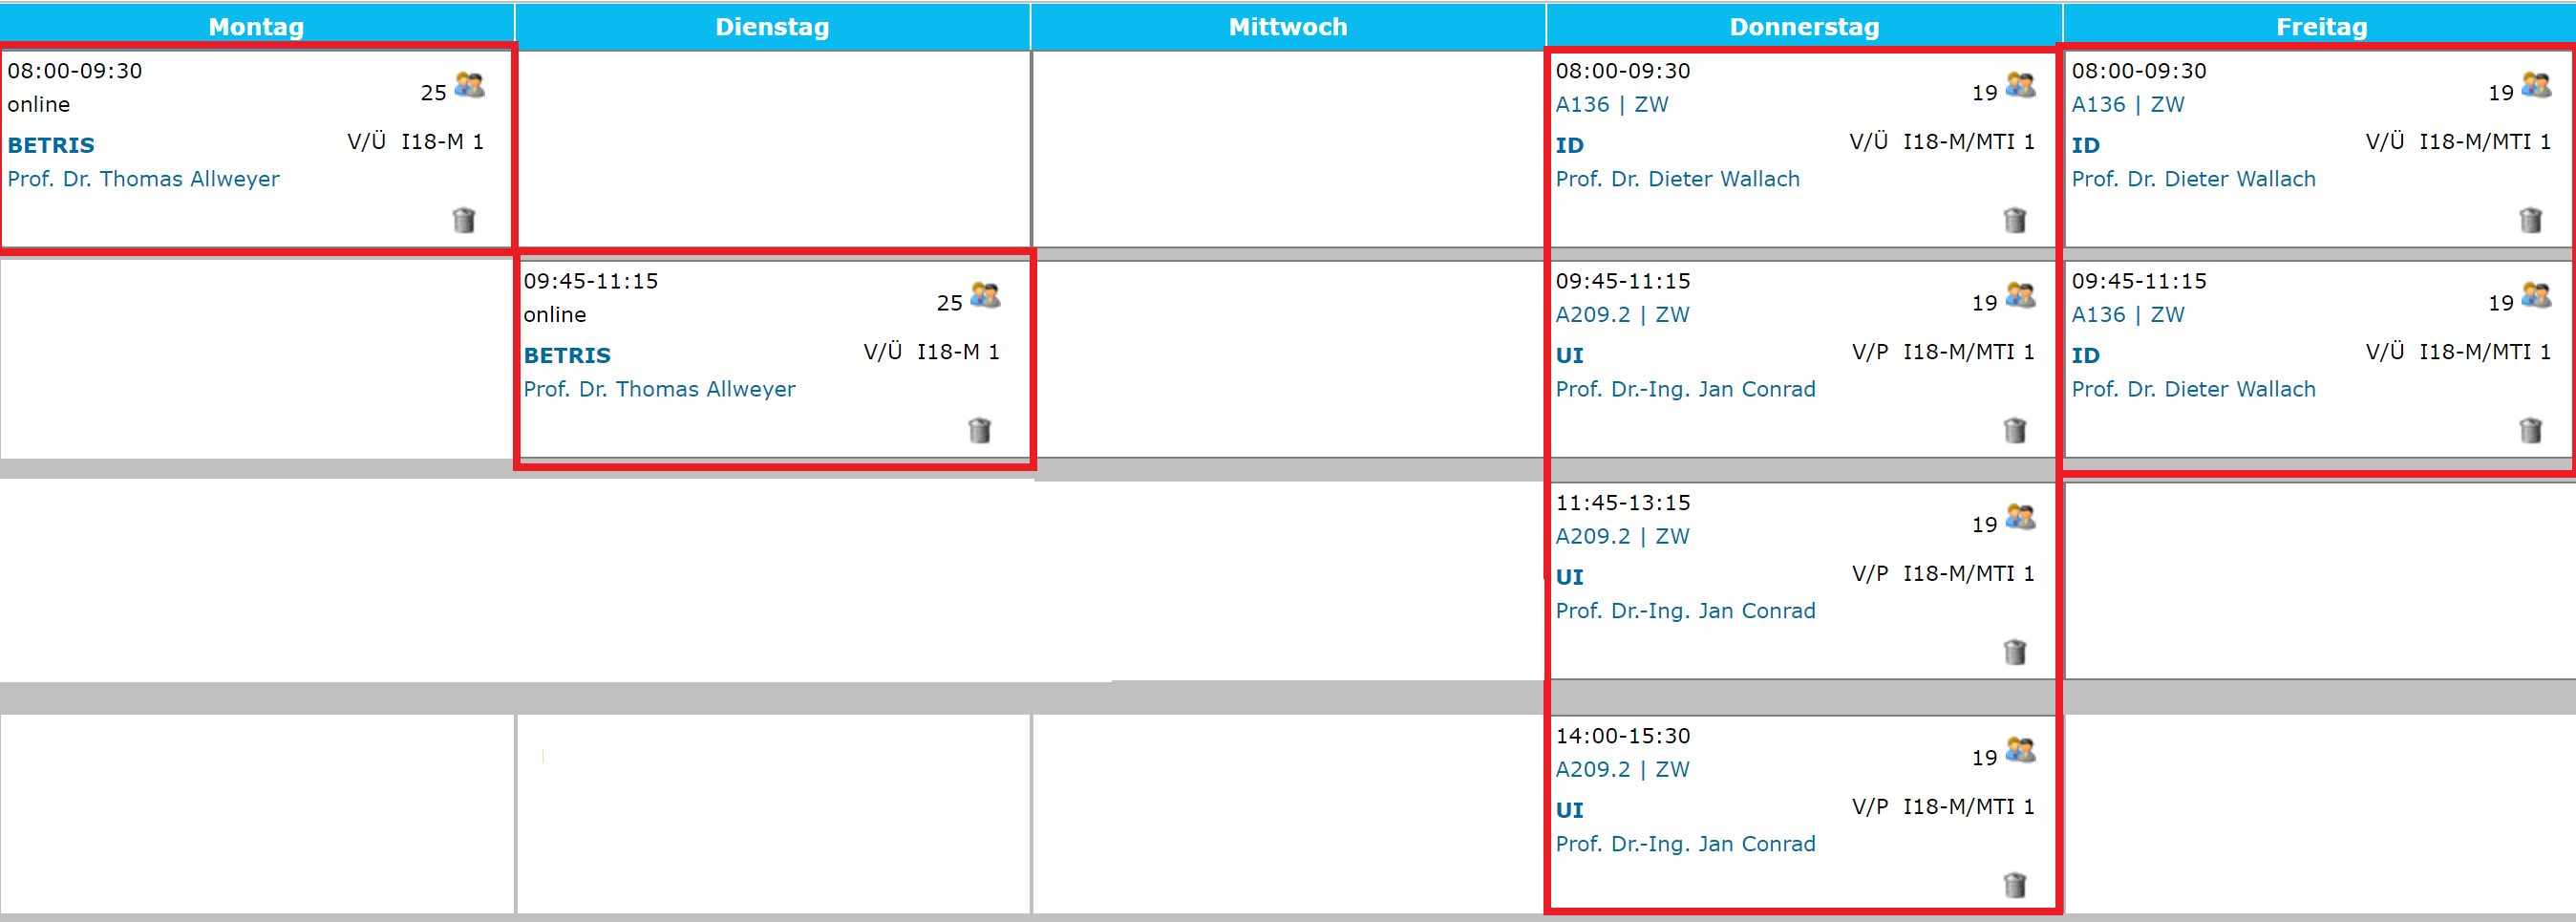 Montag
Dienstag
Mittwoch
Donnerstag
Freitag
08:00-09:30
online
25
BETRIS
V/Ü I18-M 1
Prof. Dr. Thomas Allweyer
08:00-09:30
A136 | ZW
19
ID
V/Ü I18-M/MTI 1
Prof. Dr. Dieter Wallach
08:00-09:30
A136 | ZW
19
ID
V/Ü I18-M/MTI 1
Prof. Dr. Dieter Wallach
09:45-11:15
online
25
BETRIS
V/Ü I18-M 1
Prof. Dr. Thomas Allweyer
09:45-11:15
A209.2 | ZW
19
UI
V/P I18-M/MTI 1
Prof. Dr.-Ing. Jan Conrad
09:45-11:15
A136 | ZW
19
ID
V/Ü I18-M/MTI 1
Prof. Dr. Dieter Wallach
11:45-13:15
A209.2 | ZW
19
UI
V/P I18-M/MTI 1
Prof. Dr.-Ing. Jan Conrad
14:00-15:30
A209.2 | ZW
19
UI
V/P I18-M/MTI 1
Prof. Dr.-Ing. Jan Conrad